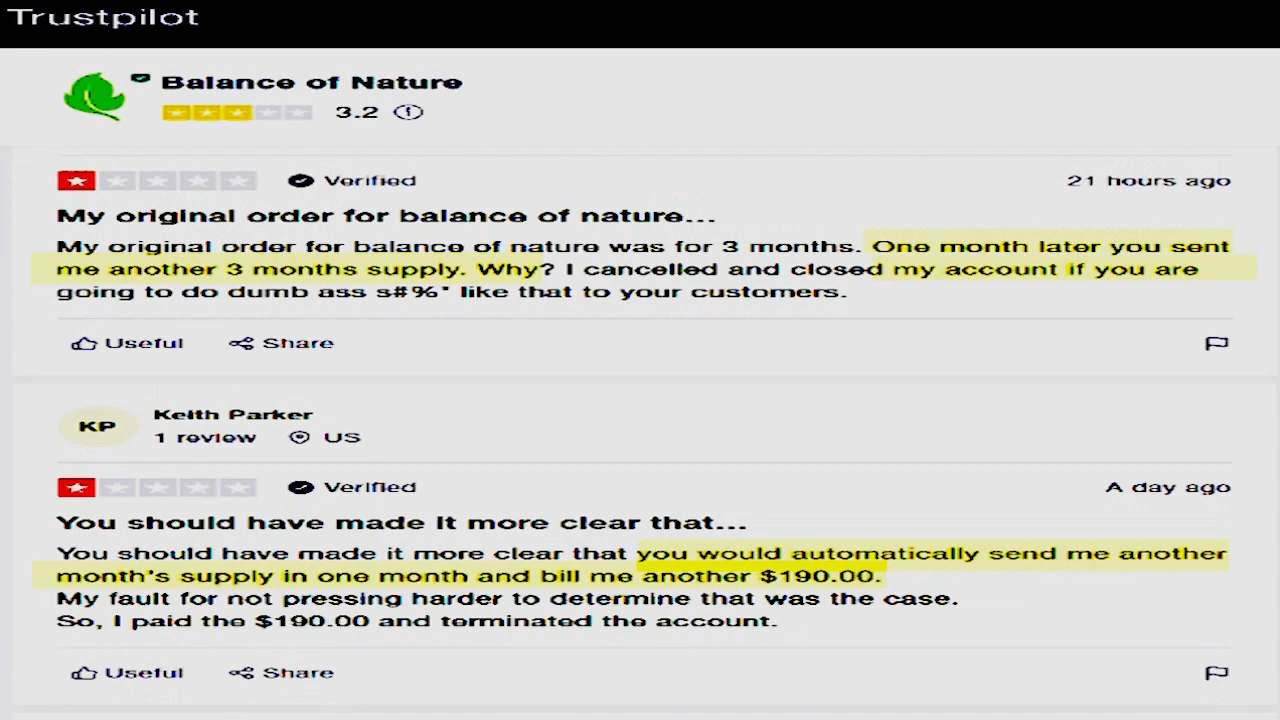 Trustpilot
Balance of Nature
3.2
Verified
21 hours ago
My original order for balance of nature...
My original order for balance of nature was for 3 months. One month later you sent
me another 3 months supply. Why? I cancelled and closed my account if you are
going to do dumb ass s#%* like that to your customers.
Useful
Share
KP
Keith Parker
1 review
US
Verified
A day ago
You should have made it more clear that...
You should have made it more clear that you would automatically send me another
month's supply in one month and bill me another $190.00.
My fault for not pressing harder to determine that was the case.
So, I paid the $190.00 and terminated the account.
Useful
Share